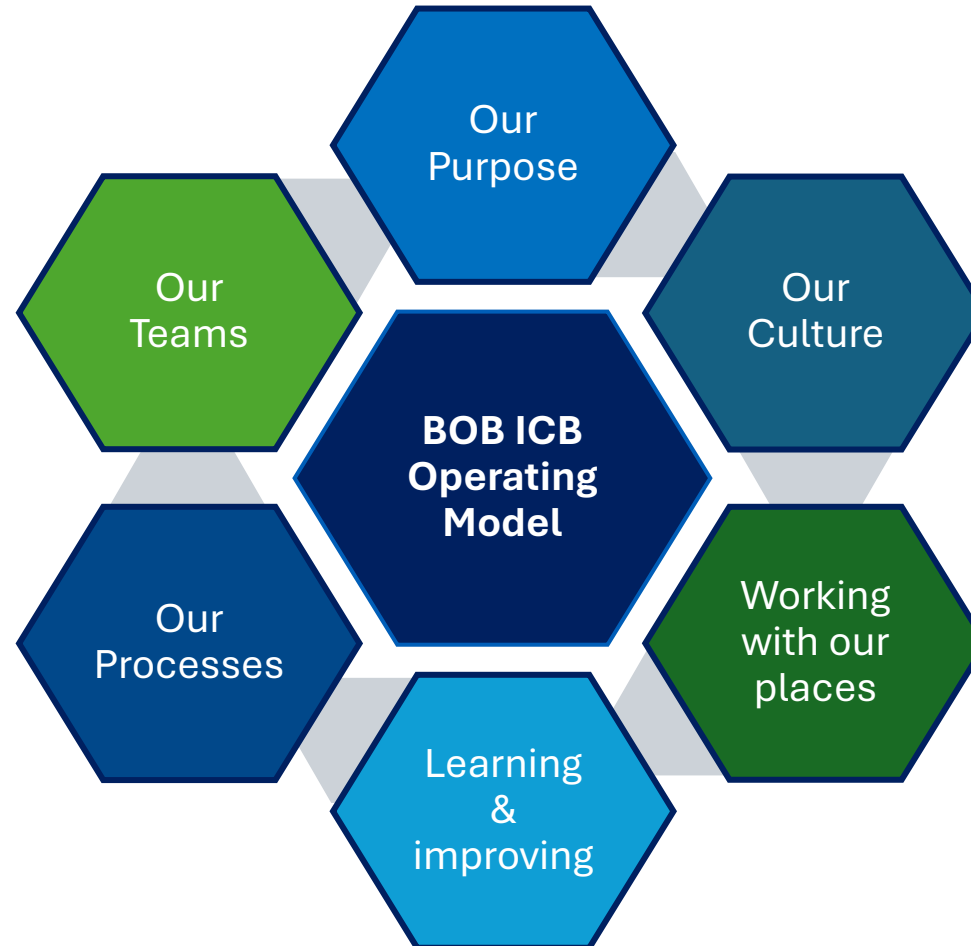 Our
Purpose
Our
Teams
Our
Culture
BOB ICB
Operating
Model
Our
Processes
Working
with our
places
Learning
&
improving